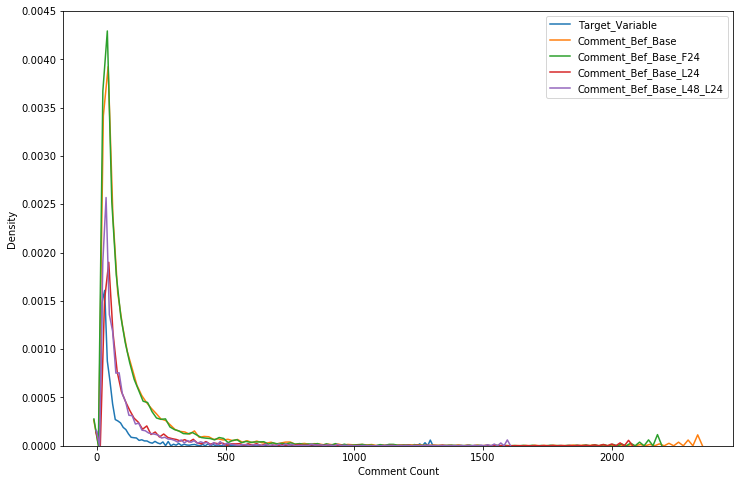 0.0045
0.0040
0.0035
0.0030
0.0025
0.0020
0.0015
0.0010
0.0005
0.0000
Density
0
500
1000
1500
2000
Comment Count
Target_Variable
Comment_Bef_Base
Comment_Bef_Base_F24
Comment_Bef_Base_L24
Comment_Bef_Base_L48_L24